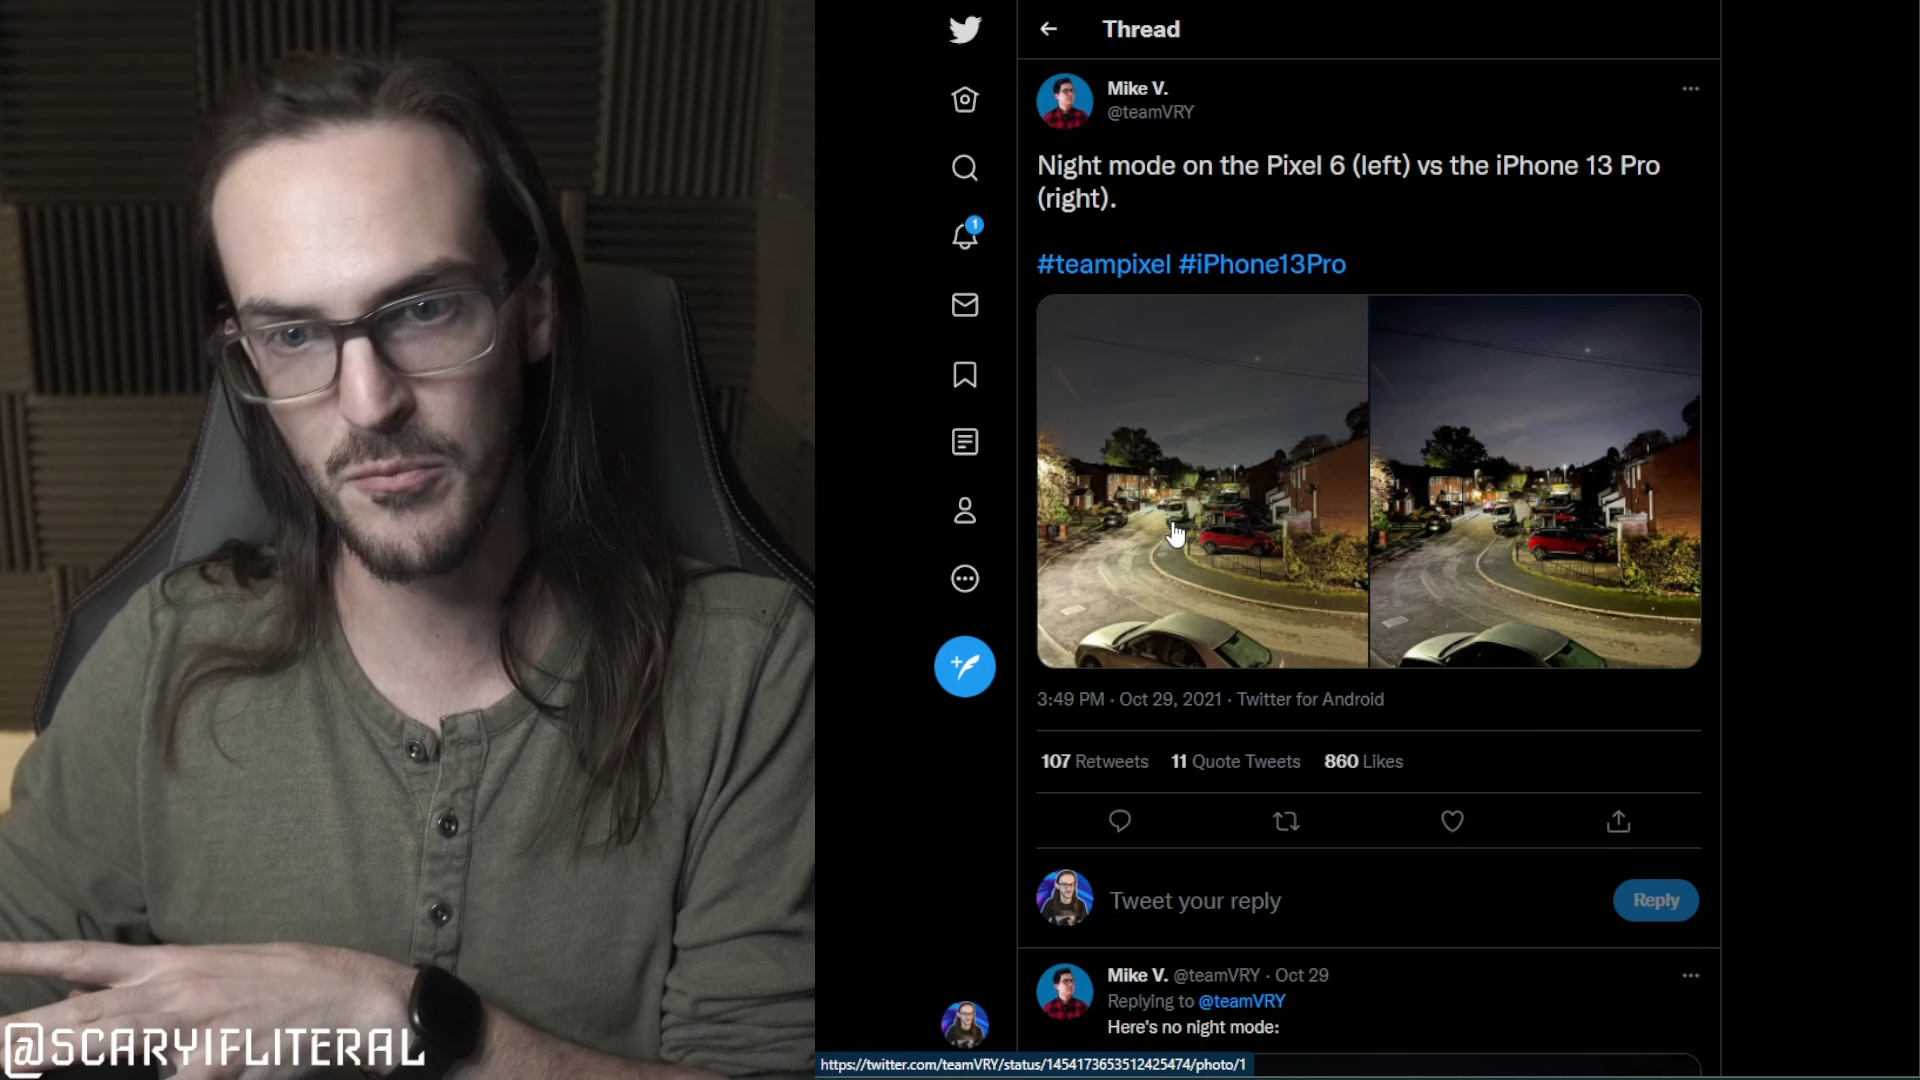 Thread
Mike V.
@teamVRY
Night mode on the Pixel 6 (left) vs the iPhone 13 Pro
(right).
#teampixel #iPhone13Pro
1
3:49 PM · Oct 29, 2021 · Twitter for Android
107 Retweets 11 Quote Tweets 860 Likes
Tweet your reply
Reply
Mike V. @teamVRY · Oct 29
Replying to @teamVRY
Here's no night mode:
@SCARYIFLITERAL
https://twitter.com/teamVRY/status/1454173653512425474/photo/1